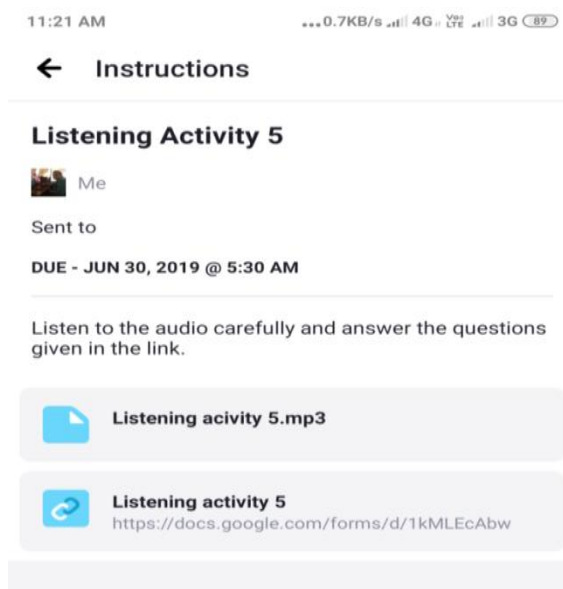 11:21 AM ...0.7KB/s 4G Vo LTE 3G 89
← Instructions
Listening Activity 5
Me
Sent to
DUE - JUN 30, 2019 @ 5:30 AM
Listen to the audio carefully and answer the questions
given in the link.
Listening acivity 5.mp3
Listening activity 5
https://docs.google.com/forms/d/1kMLEcAbw